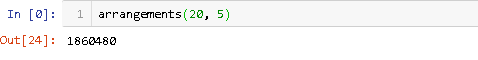 In [0]: 1 arrangements(20, 5)
Out[24]: 1860480